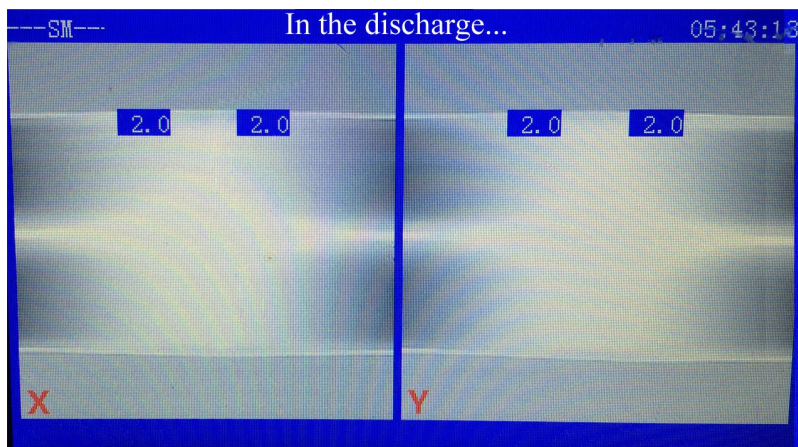 ---SM---
In the discharge...
05:43:13
2.0 2.0
2.0 2.0
X
Y